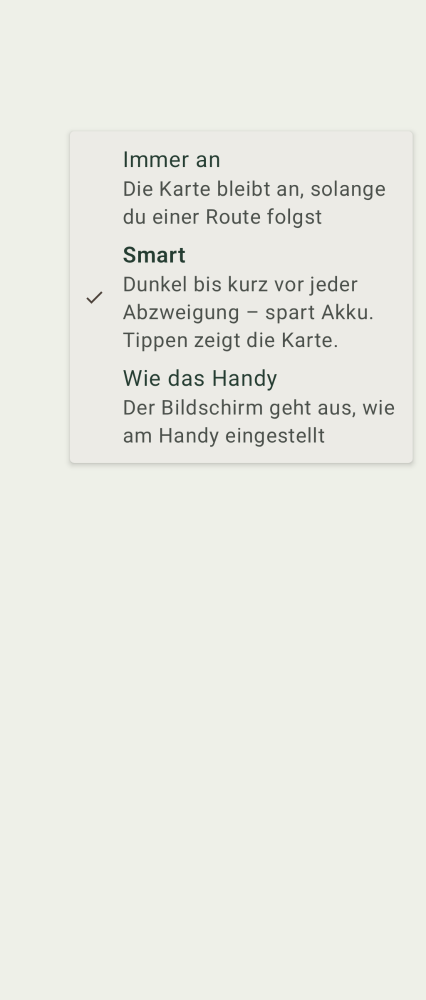 Immer an
Die Karte bleibt an, solange
du einer Route folgst
Smart
Dunkel bis kurz vor jeder
Abzweigung – spart Akku.
Tippen zeigt die Karte.
Wie das Handy
Der Bildschirm geht aus, wie
am Handy eingestellt